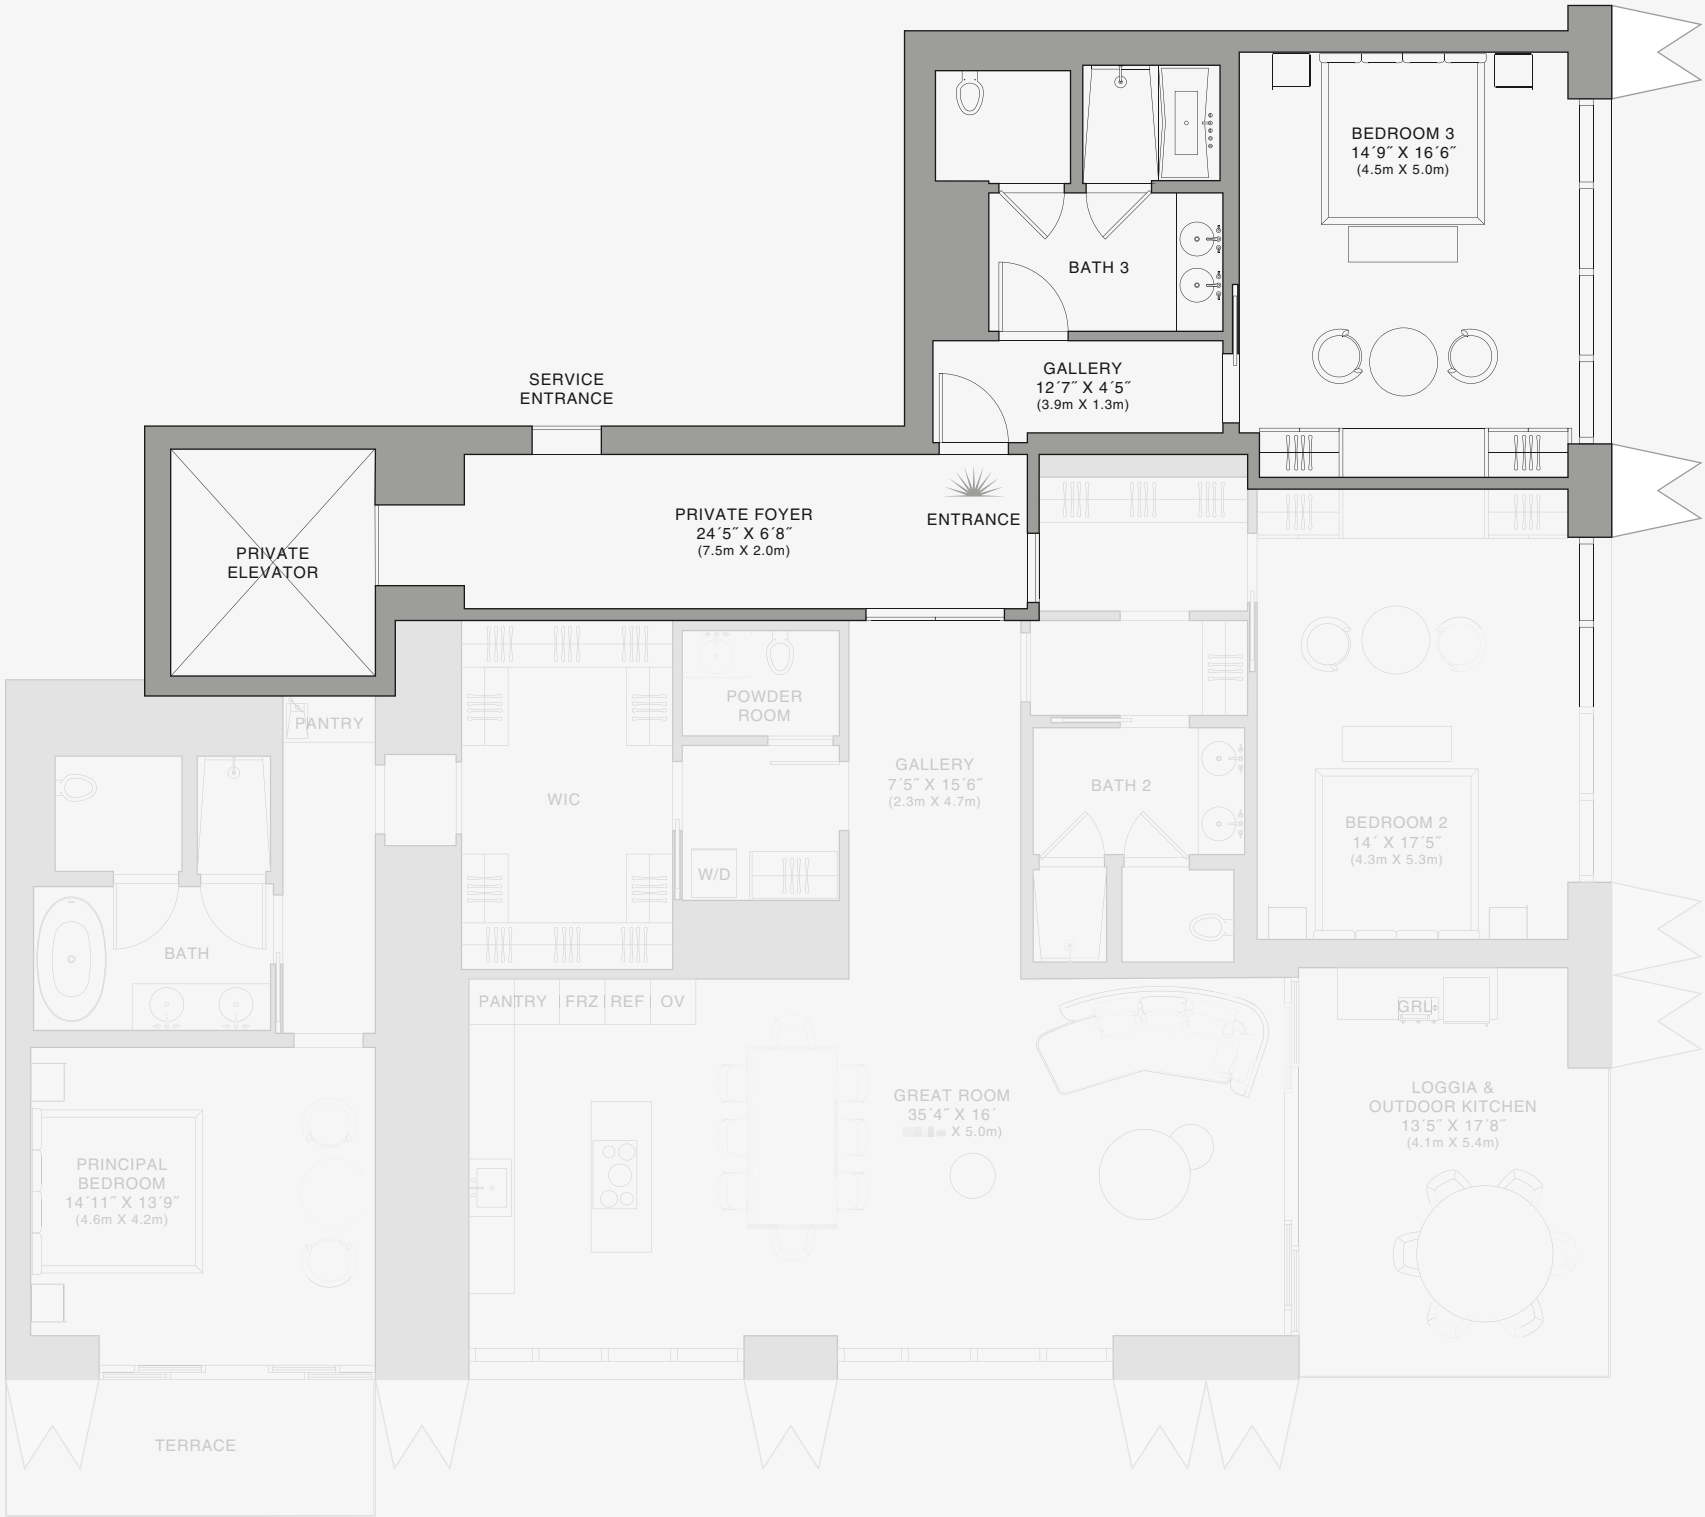 BEDROOM 3
14´9˝ X 16´6˝
(4.5m X 5.0m)
BATH 3
GALLERY
12´7˝ X 4´5˝
(3.9m X 1.3m)
SERVICE
ENTRANCE
PRIVATE FOYER
24´5˝ X 6´8˝
(7.5m X 2.0m)
ENTRANCE
PRIVATE
ELEVATOR
PANTRY
POWDER
ROOM
WIC
GALLERY
7´5˝ X 15´6˝
(2.3m X 4.7m)
BATH 2
BEDROOM 2
14´ X 17´5˝
(4.3m X 5.3m)
W/D
BATH
PANTRY
FRZ
REF
OV
GRL
GREAT ROOM
35´4˝ X 16´
X 5.0m)
LOGGIA &
OUTDOOR KITCHEN
13´5˝ X 17´8˝
(4.1m X 5.4m)
PRINCIPAL
BEDROOM
14´11˝ X 13´9˝
(4.6m X 4.2m)
TERRACE